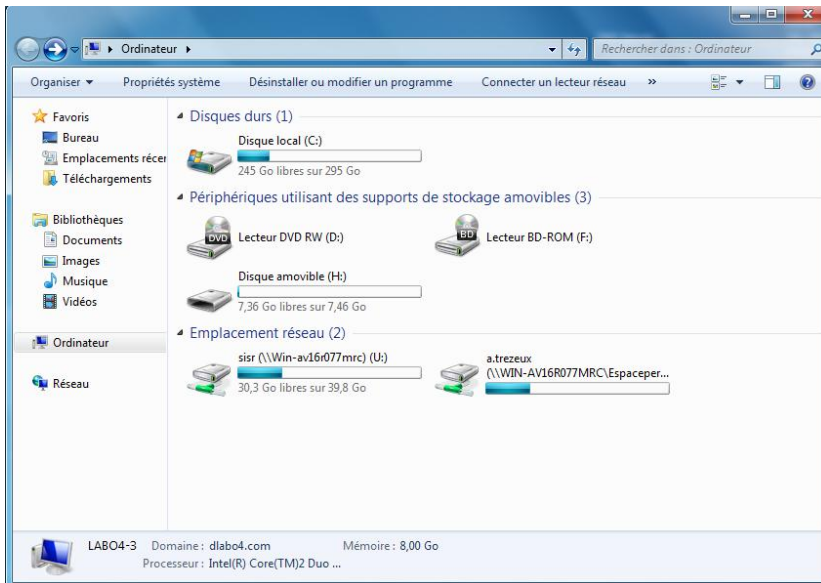 Ordinateur
Rechercher dans : Ordinateur
Organiser
Propriétés système
Désinstaller ou modifier un programme
Connecter un lecteur réseau
»
Favoris
Bureau
Emplacements récer
Téléchargements
Bibliothèques
Documents
Images
Musique
Vidéos
Ordinateur
Réseau
Disques durs (1)
Disque local (C:)
245 Go libres sur 295 Go
Périphériques utilisant des supports de stockage amovibles (3)
DVD
Lecteur DVD RW (D:)
BD
Lecteur BD-ROM (F:)
Disque amovible (H:)
7,36 Go libres sur 7,46 Go
Emplacement réseau (2)
sisr (\\Win-av16r077mrc) (U:)
30,3 Go libres sur 39,8 Go
a.trezeux
(\\WIN-AV16R077MRC\Espaceper...
LABO4-3 Domaine : dlabo4.com Mémoire : 8,00 Go
Processeur : Intel(R) Core(TM)2 Duo ...